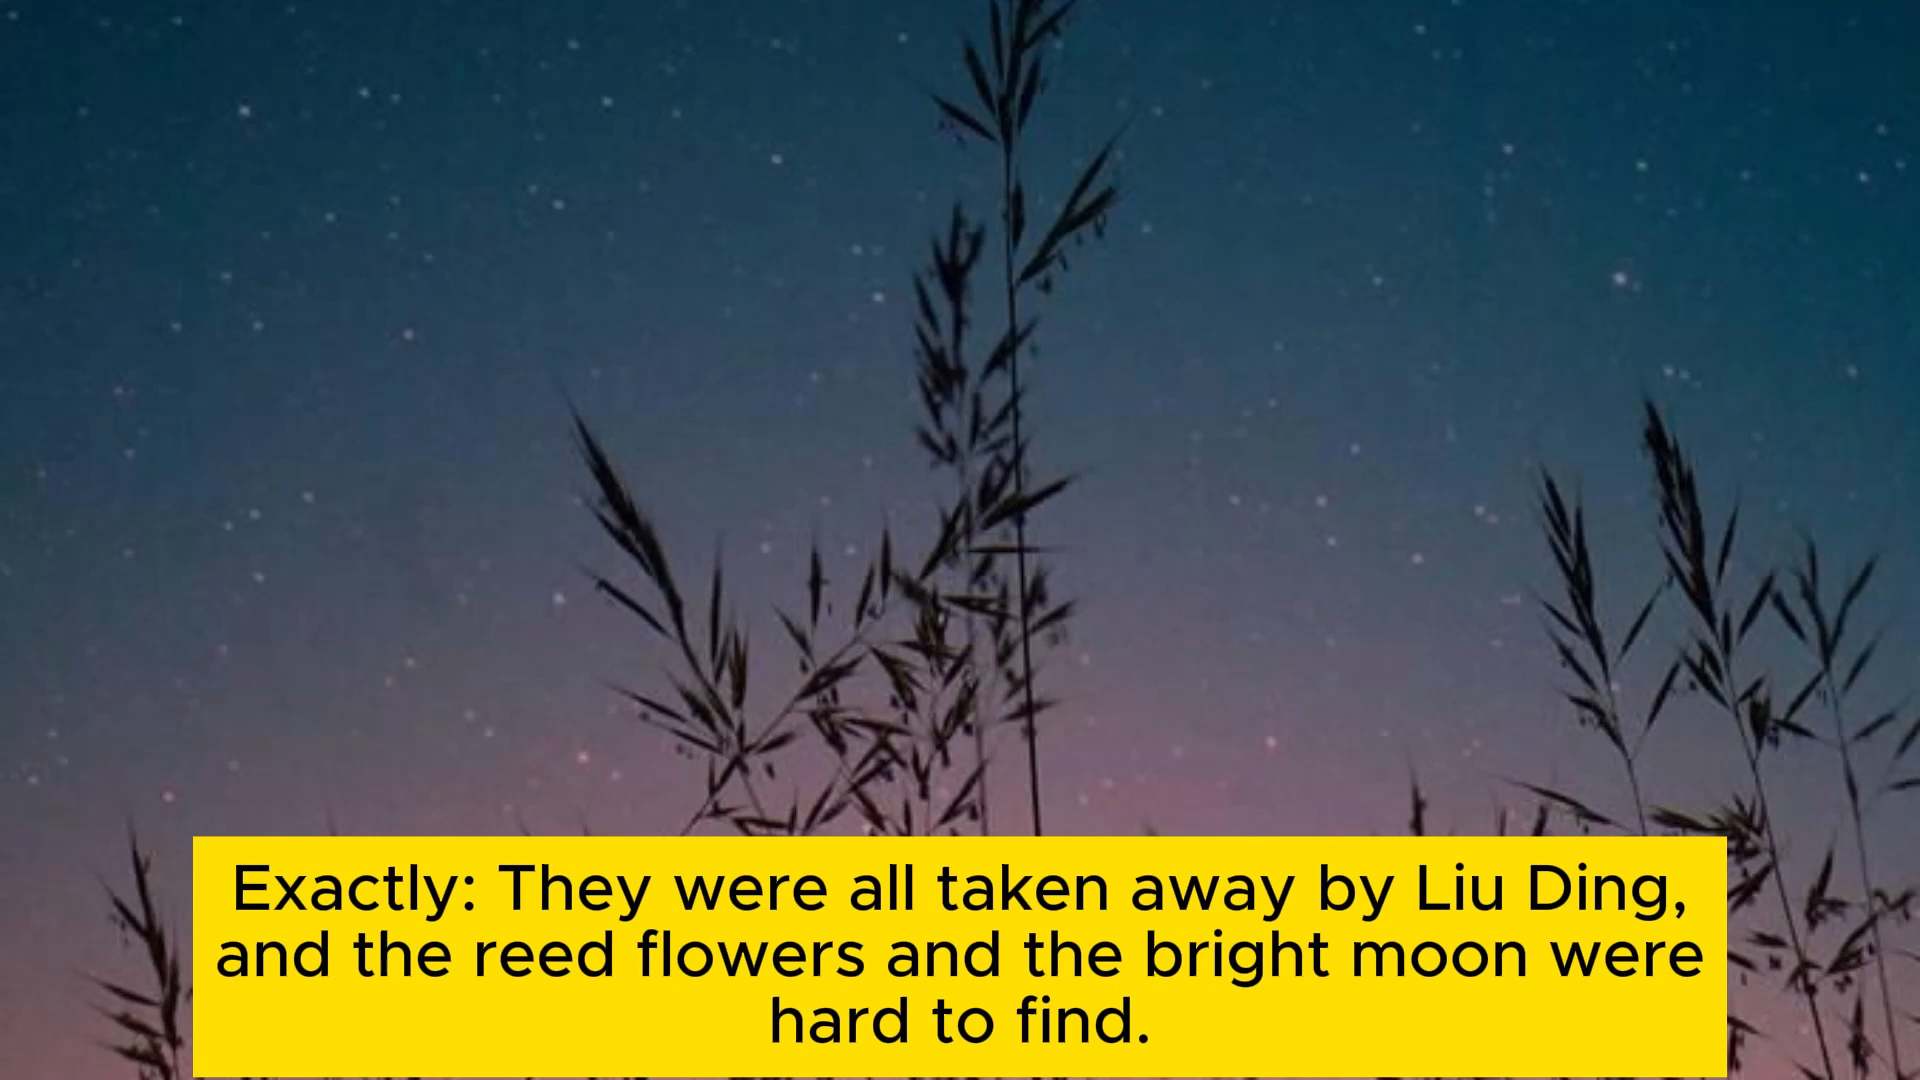 Exactly: They were all taken away by Liu Ding,
and the reed flowers and the bright moon were
hard to find.